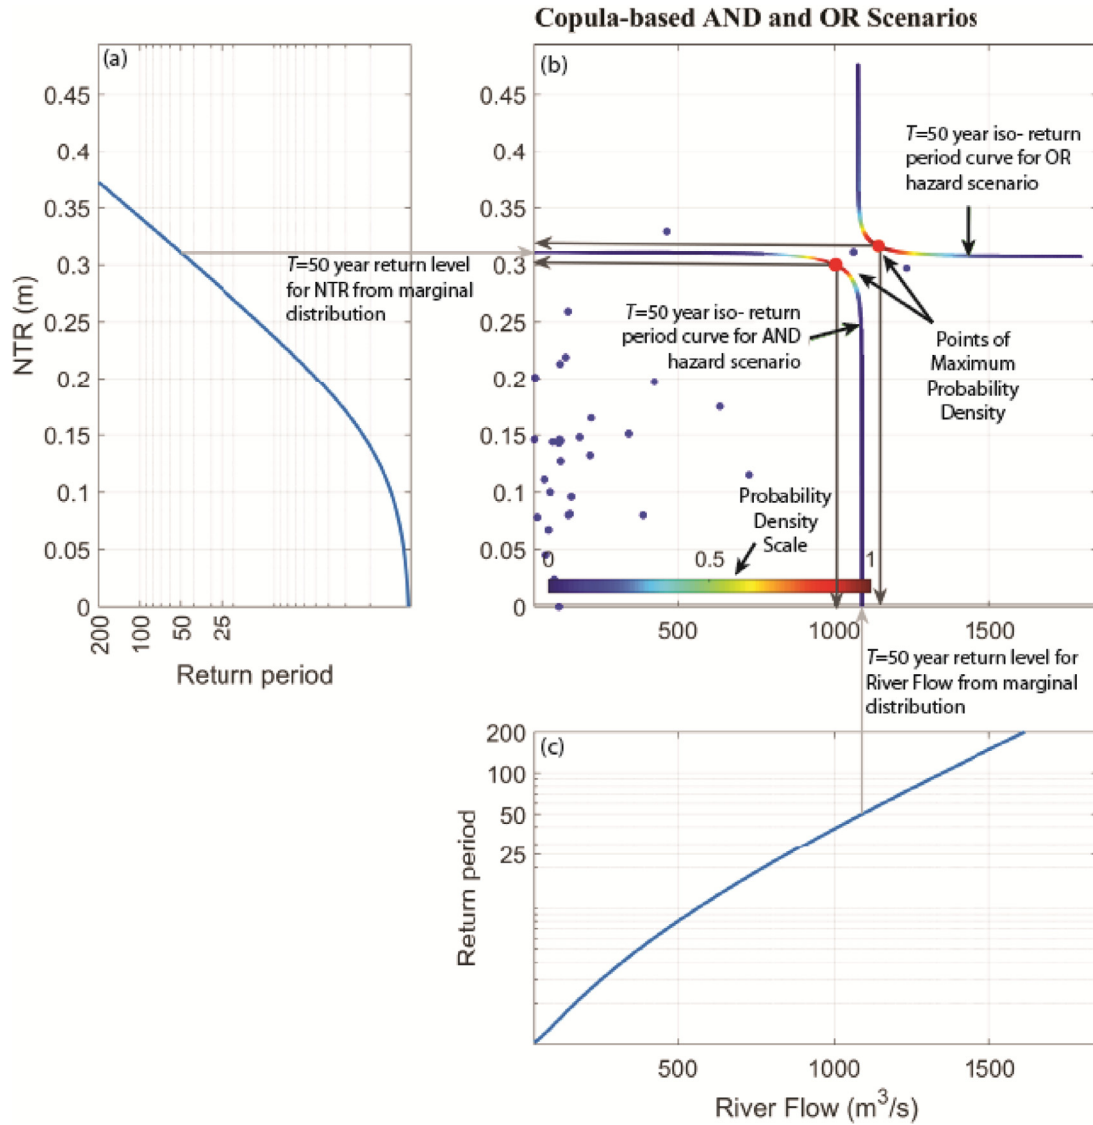 Copula-based AND and OR Scenarios
(a)
0.45
0.4
0.35
0.3
0.25
0.2
0.15
0.1
0.05
0
NTR (m)
200
100
50
25
Return period
T=50 year return level
for NTR from marginal
distribution
(b)
0.45
0.4
0.35
0.3
0.25
0.2
0.15
0.1
0.05
0
T=50 year iso- return
period curve for OR
hazard scenario
T=50 year iso- return
period curve for AND
hazard scenario
Points of
Maximum
Probability
Density
Probability
Density
Scale
0
0.5
1
500
1000
1500
T=50 year return level for
River Flow from marginal
distribution
(c)
200
100
50
25
Return period
500
1000
1500
River Flow (m³/s)